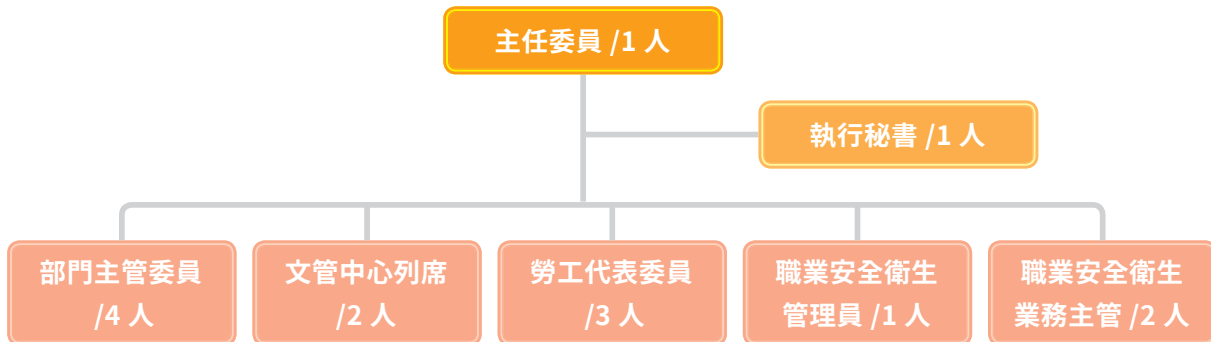 主任委員 /1 人
執行秘書 /1 人
部門主管委員
/4 人
文管中心列席
/2 人
勞工代表委員
/3 人
職業安全衛生
管理員 /1 人
職業安全衛生
業務主管 /2 人